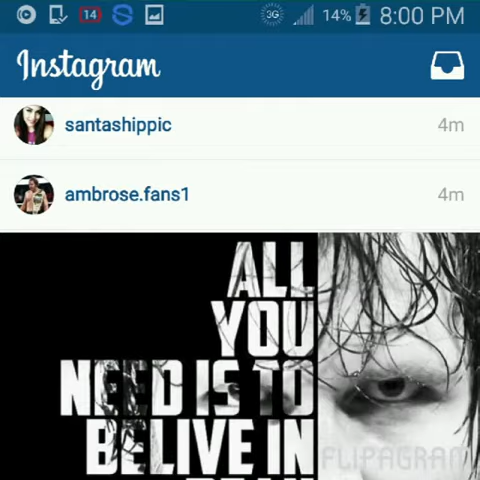 14
3G
14%
8:00 PM
Instagram
santashippic
4m
ambrose.fans1
4m
ALL
YOU
NEED IS TO
BELIVE IN
FLIPAGRAM